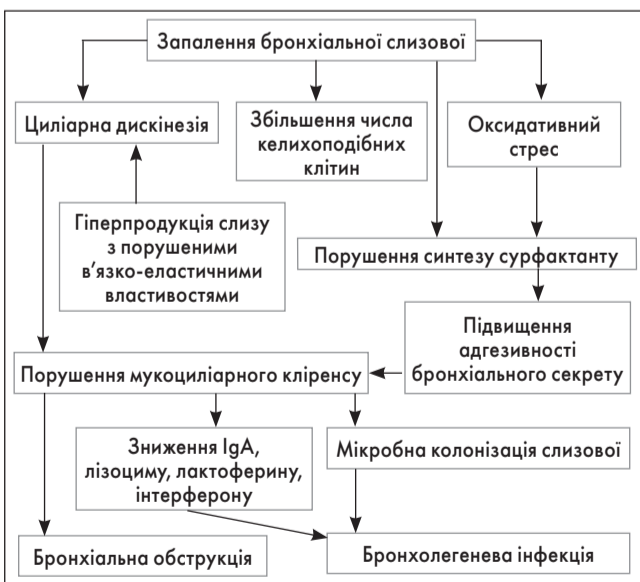 Запалення бронхіальної слизової
Циліарна дискінезія
Збільшення числа
келихоподібних
клітин
Оксидативний
стрес
Гіперпродукція слизу
з порушеними
в’язко-еластичними
властивостями
Порушення синтезу сурфактанту
Підвищення
адгезивності
бронхіального секрету
Порушення мукоциліарного кліренсу
Зниження IgA,
лізоциму, лактоферину,
інтерферону
Мікробна колонізація слизової
Бронхіальна обструкція
Бронхолегенева інфекція